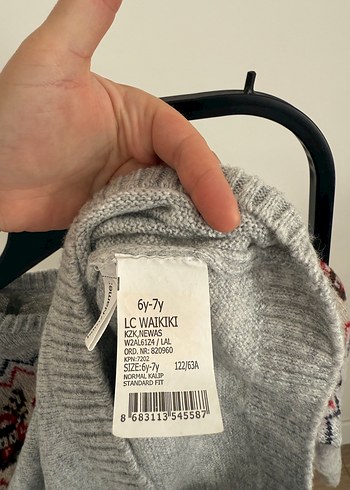 6y-7y
LC WAIKIKI
KZK,NEWAS
W2AL61Z4 / LAL
ORD. NR: 820960
KPN:7202
SIZE:6y-7y 122/63A
NORMAL KALIP
STANDARD FIT
8 683113 545587